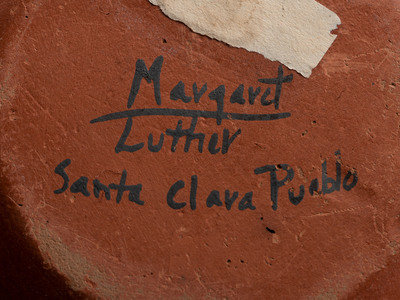 Margaret
Luther
Santa Clara Pueblo